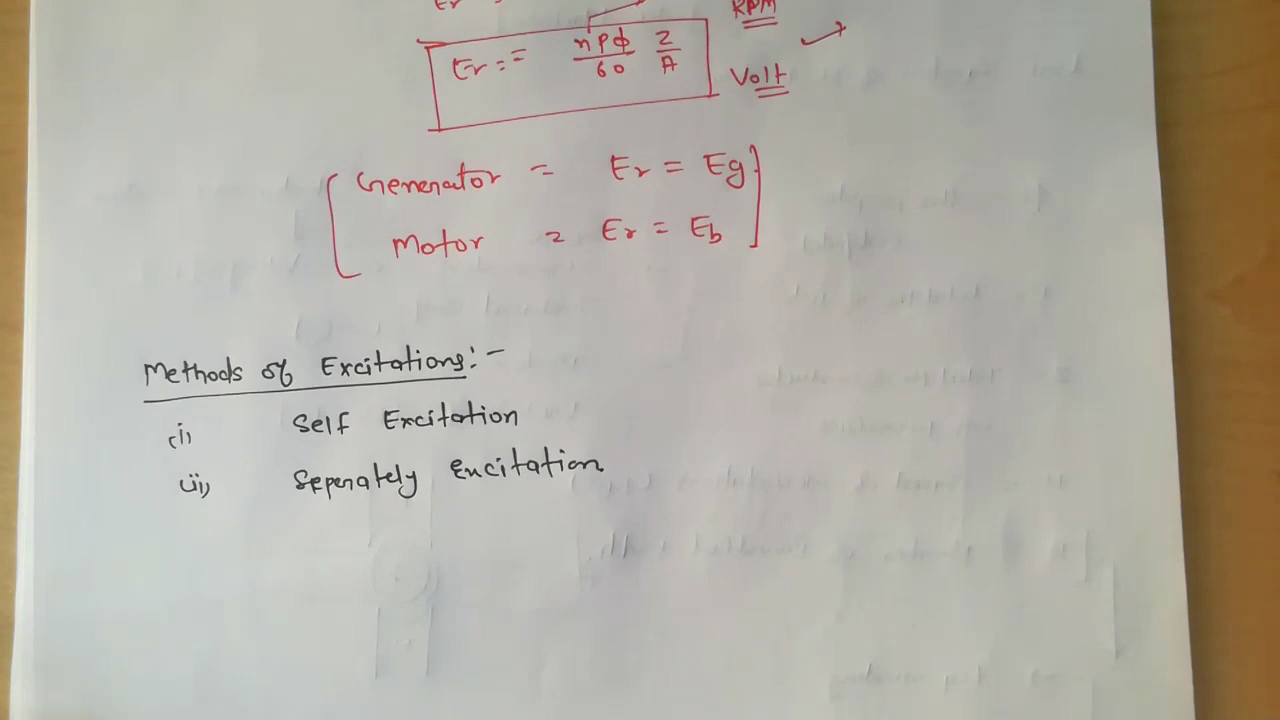 Er
RPM
Er := nPφ/60 Z/A
Volt
Generator = Er = Eg
Motor = Er = Eb
Methods of Excitations:-
(i) Self Excitation
(ii) Seperately Excitation